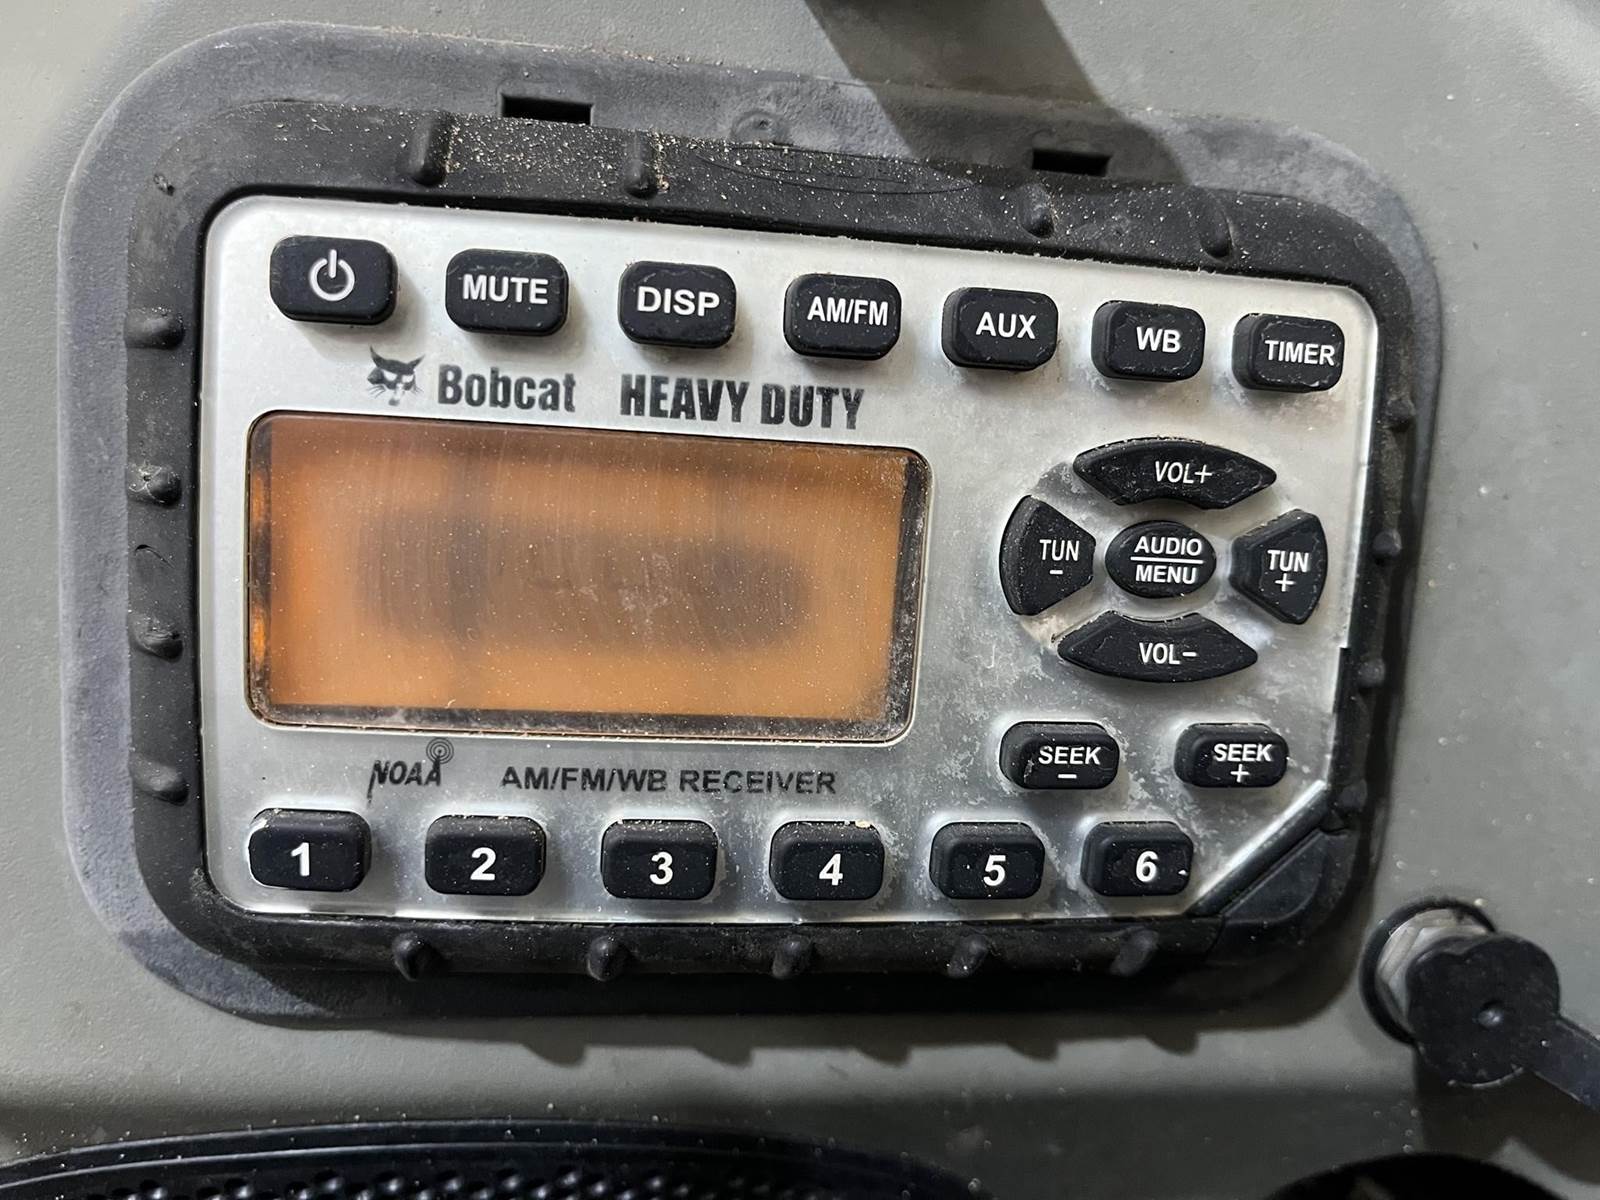 MUTE
DISP
AM/FM
AUX
WB
TIMER
Bobcat HEAVY DUTY
VOL+
TUN
-
AUDIO
MENU
TUN
+
VOL-
SEEK
-
SEEK
+
NOAA AM/FM/WB RECEIVER
1
2
3
4
5
6